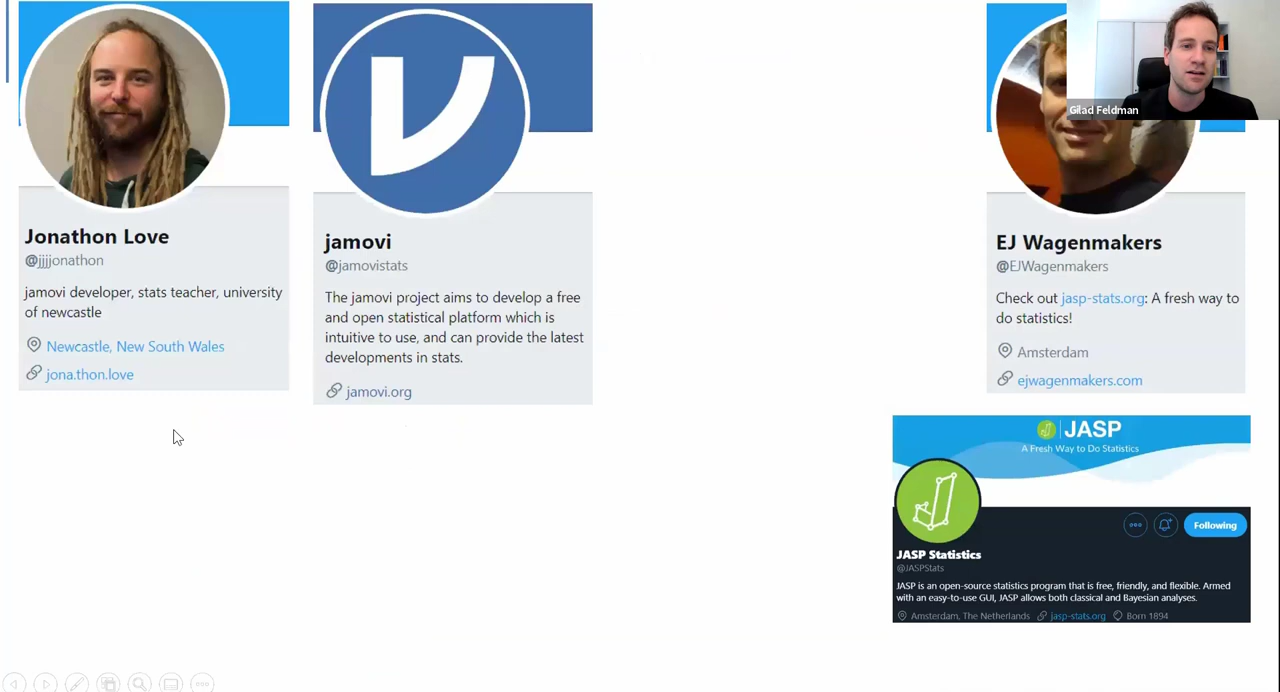 Jonathon Love
@jjjjonathon
jamovi developer, stats teacher, university
of newcastle
Newcastle, New South Wales
jona.thon.love
jamovi
@jamovistats
The jamovi project aims to develop a free
and open statistical platform which is
intuitive to use, and can provide the latest
developments in stats.
jamovi.org
Gilad Feldman
EJ Wagenmakers
@EJWagenmakers
Check out jasp-stats.org: A fresh way to
do statistics!
Amsterdam
ejwagenmakers.com
JASP
A Fresh Way to Do Statistics
Following
JASP Statistics
@JASPStats
JASP is an open-source statistics program that is free, friendly, and flexible. Armed
with an easy-to-use GUI, JASP allows both classical and Bayesian analyses.
Amsterdam, The Netherlands jasp-stats.org Born 1894